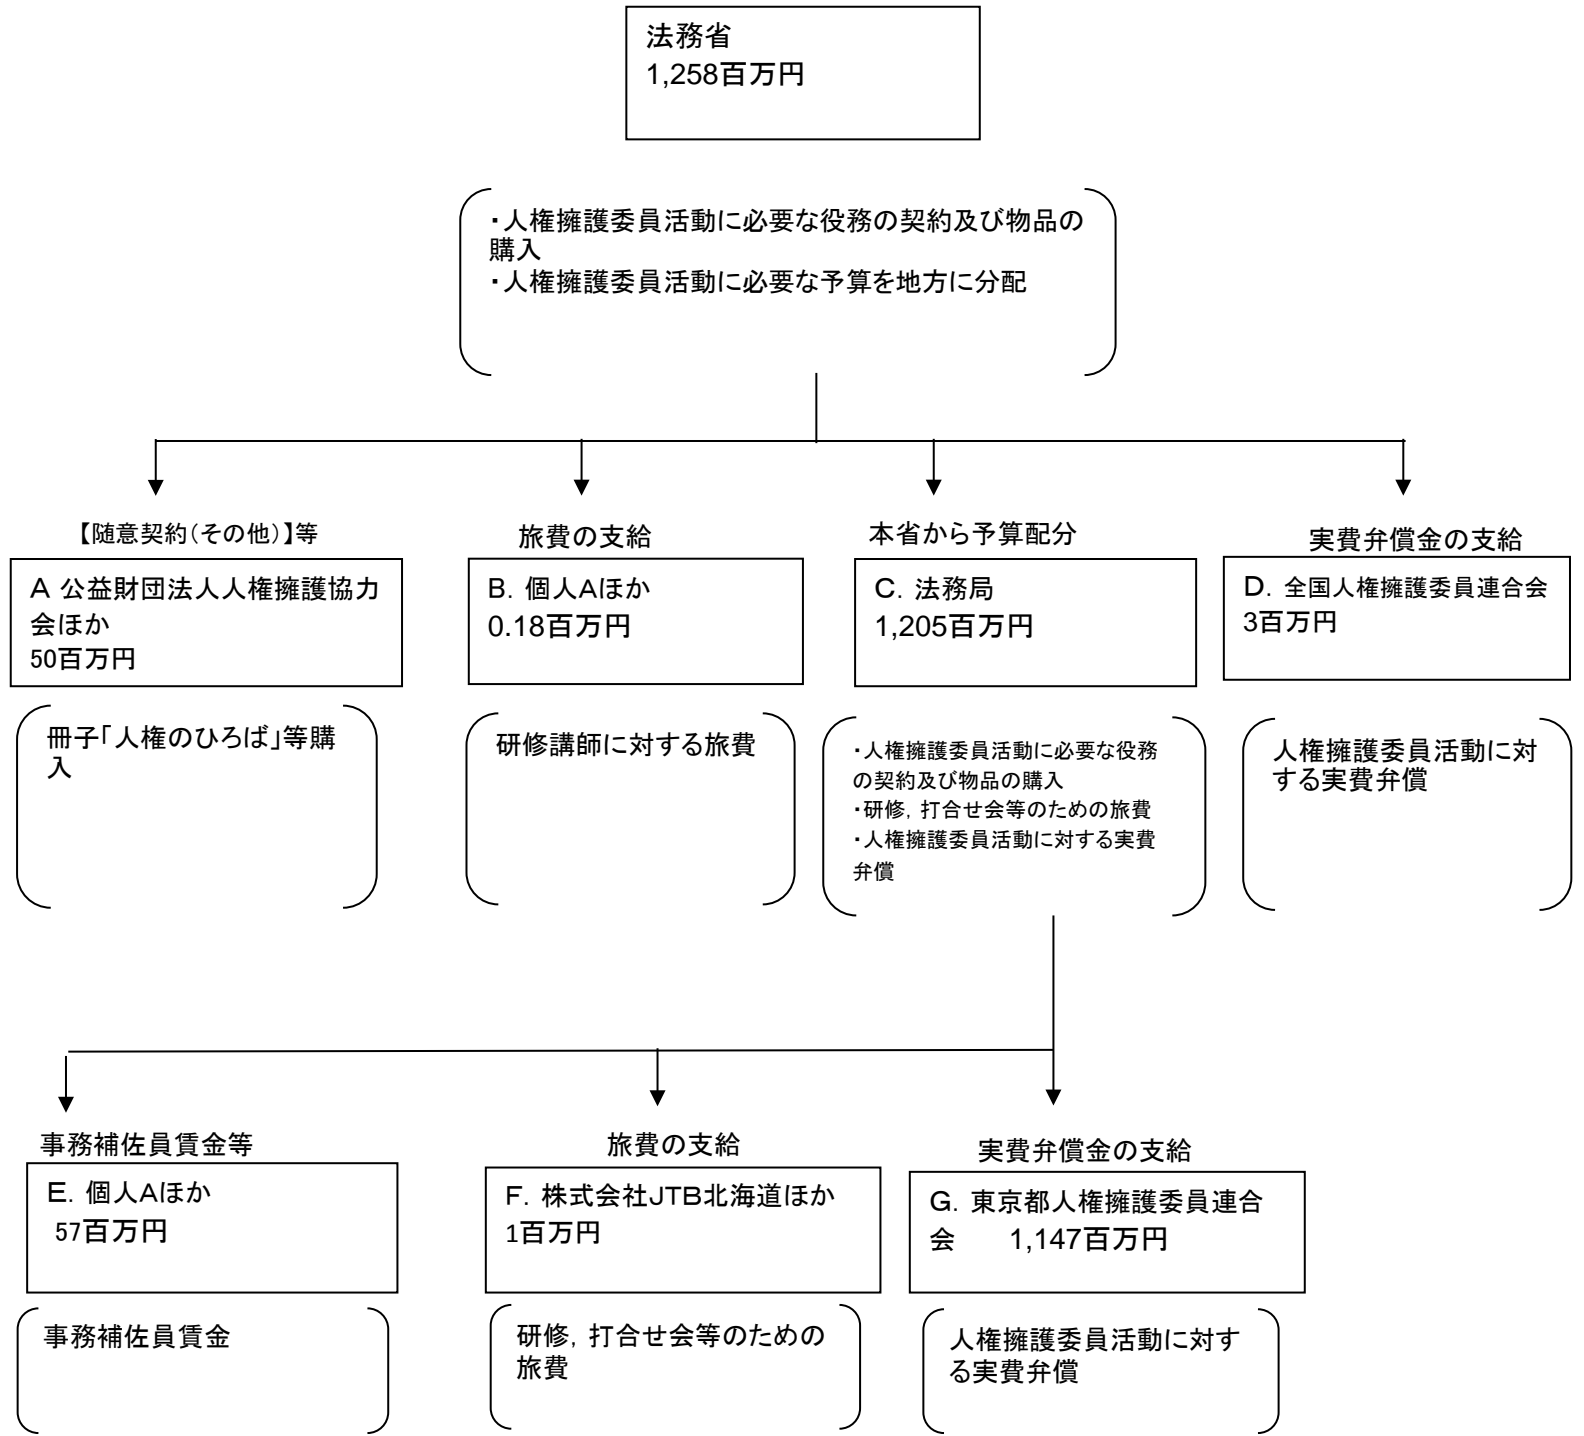 法務省
1,258百万円
・人権擁護委員活動に必要な役務の契約及び物品の
購入
・人権擁護委員活動に必要な予算を地方に分配
【随意契約（その他）】等
A 公益財団法人人権擁護協力
会ほか
50百万円
冊子「人権のひろば」等購
入
旅費の支給
B．個人Aほか
0.18百万円
研修講師に対する旅費
本省から予算配分
C．法務局
1,205百万円
・人権擁護委員活動に必要な役務
の契約及び物品の購入
・研修，打合せ会等のための旅費
・人権擁護委員活動に対する実費
弁償
実費弁償金の支給
D．全国人権擁護委員連合会
3百万円
人権擁護委員活動に対
する実費弁償
事務補佐員賃金等
E．個人Aほか
57百万円
事務補佐員賃金
旅費の支給
F．株式会社JTB北海道ほか
1百万円
研修，打合せ会等のための
旅費
実費弁償金の支給
G．東京都人権擁護委員連合
会　　1,147百万円
人権擁護委員活動に対す
る実費弁償